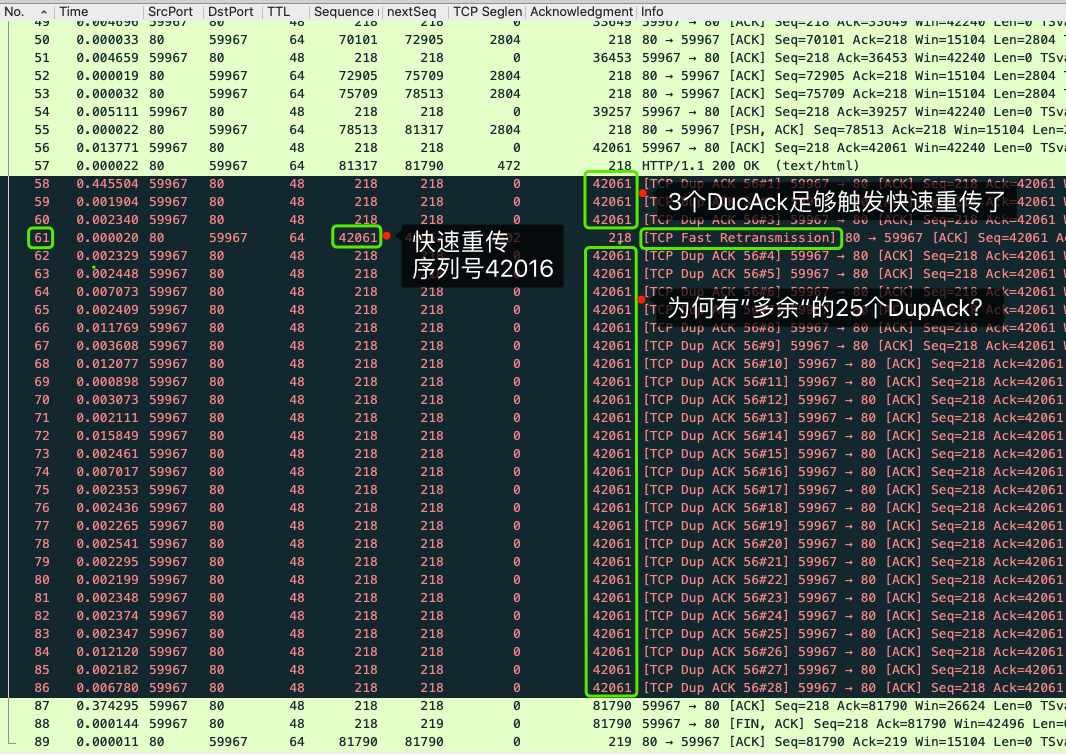 No. Time SrcPort DstPort TTL Sequence nextSeq TCP Seglen Acknowledgment Info
49 0.004696 59967 80 48 218 218 0 33649 59967 → 80 [ACK] Seq=218 Ack=33649 Win=42240 Len=0 TSva
50 0.000033 80 59967 64 70101 72905 2804 218 80 → 59967 [ACK] Seq=70101 Ack=218 Win=15104 Len=2804 T
51 0.004659 59967 80 48 218 218 0 36453 59967 → 80 [ACK] Seq=218 Ack=36453 Win=42240 Len=0 TSva
52 0.000019 80 59967 64 72905 75709 2804 218 80 → 59967 [ACK] Seq=72905 Ack=218 Win=15104 Len=2804 T
53 0.000032 80 59967 64 75709 78513 2804 218 80 → 59967 [ACK] Seq=75709 Ack=218 Win=15104 Len=2804 T
54 0.005111 59967 80 48 218 218 0 39257 59967 → 80 [ACK] Seq=218 Ack=39257 Win=42240 Len=0 TSva
55 0.000022 80 59967 64 78513 81317 2804 218 80 → 59967 [PSH, ACK] Seq=78513 Ack=218 Win=15104 Len=2
56 0.013771 59967 80 48 218 218 0 42061 59967 → 80 [ACK] Seq=218 Ack=42061 Win=42240 Len=0 TSva
57 0.000022 80 59967 64 81317 81790 472 218 HTTP/1.1 200 OK (text/html)
58 0.445504 59967 80 48 218 218 0 42061 [TCP Dup ACK 56#1] 59967 → 80 [ACK] Seq=218 Ack=42061 W
59 0.001904 59967 80 48 218 218 0 42061
3个DucAck足够触发快速重传了
60 0.002340 59967 80 48 218 218 0 42061 [TCP Dup ACK 56#3] 59967 → 80 [ACK] Seq=218 Ack=42061 W
61 0.000020 80 59967 64 42061 218 [TCP Fast Retransmission] 80 → 59967 [ACK] Seq=42061 Ac
快速重传
序列号42016
62 0.002329 59967 80 48 218 218 0 42061 [TCP Dup ACK 56#4] 59967 → 80 [ACK] Seq=218 Ack=42061 W
63 0.002448 59967 80 48 218 218 0 42061 [TCP Dup ACK 56#5] 59967 → 80 [ACK] Seq=218 Ack=42061 W
64 0.007073 59967 80 48 218 218 0 42061 [TCP Dup ACK 56#6] 59967 → 80 [ACK] Seq=218 Ack=42061 W
65 0.002409 59967 80 48 218 218 0 42061
为何有”多余“的25个DupAck?
66 0.011769 59967 80 48 218 218 0 42061 [TCP Dup ACK 56#8] 59967 → 80 [ACK] Seq=218 Ack=42061 W
67 0.003608 59967 80 48 218 218 0 42061 [TCP Dup ACK 56#9] 59967 → 80 [ACK] Seq=218 Ack=42061 W
68 0.012077 59967 80 48 218 218 0 42061 [TCP Dup ACK 56#10] 59967 → 80 [ACK] Seq=218 Ack=42061
69 0.000898 59967 80 48 218 218 0 42061 [TCP Dup ACK 56#11] 59967 → 80 [ACK] Seq=218 Ack=42061
70 0.003073 59967 80 48 218 218 0 42061 [TCP Dup ACK 56#12] 59967 → 80 [ACK] Seq=218 Ack=42061
71 0.002111 59967 80 48 218 218 0 42061 [TCP Dup ACK 56#13] 59967 → 80 [ACK] Seq=218 Ack=42061
72 0.015849 59967 80 48 218 218 0 42061 [TCP Dup ACK 56#14] 59967 → 80 [ACK] Seq=218 Ack=42061
73 0.002461 59967 80 48 218 218 0 42061 [TCP Dup ACK 56#15] 59967 → 80 [ACK] Seq=218 Ack=42061
74 0.007017 59967 80 48 218 218 0 42061 [TCP Dup ACK 56#16] 59967 → 80 [ACK] Seq=218 Ack=42061
75 0.002353 59967 80 48 218 218 0 42061 [TCP Dup ACK 56#17] 59967 → 80 [ACK] Seq=218 Ack=42061
76 0.002436 59967 80 48 218 218 0 42061 [TCP Dup ACK 56#18] 59967 → 80 [ACK] Seq=218 Ack=42061
77 0.002265 59967 80 48 218 218 0 42061 [TCP Dup ACK 56#19] 59967 → 80 [ACK] Seq=218 Ack=42061
78 0.002541 59967 80 48 218 218 0 42061 [TCP Dup ACK 56#20] 59967 → 80 [ACK] Seq=218 Ack=42061
79 0.002295 59967 80 48 218 218 0 42061 [TCP Dup ACK 56#21] 59967 → 80 [ACK] Seq=218 Ack=42061
80 0.002199 59967 80 48 218 218 0 42061 [TCP Dup ACK 56#22] 59967 → 80 [ACK] Seq=218 Ack=42061
81 0.002348 59967 80 48 218 218 0 42061 [TCP Dup ACK 56#23] 59967 → 80 [ACK] Seq=218 Ack=42061
82 0.002374 59967 80 48 218 218 0 42061 [TCP Dup ACK 56#24] 59967 → 80 [ACK] Seq=218 Ack=42061
83 0.002347 59967 80 48 218 218 0 42061 [TCP Dup ACK 56#25] 59967 → 80 [ACK] Seq=218 Ack=42061
84 0.012120 59967 80 48 218 218 0 42061 [TCP Dup ACK 56#26] 59967 → 80 [ACK] Seq=218 Ack=42061
85 0.002182 59967 80 48 218 218 0 42061 [TCP Dup ACK 56#27] 59967 → 80 [ACK] Seq=218 Ack=42061
86 0.006780 59967 80 48 218 218 0 42061 [TCP Dup ACK 56#28] 59967 → 80 [ACK] Seq=218 Ack=42061
87 0.374295 59967 80 48 218 218 0 81790 59967 → 80 [ACK] Seq=218 Ack=81790 Win=26624 Len=0 TSva
88 0.000144 59967 80 48 218 219 0 81790 59967 → 80 [FIN, ACK] Seq=218 Ack=81790 Win=42496 Len=0
89 0.000011 80 59967 64 81790 81790 0 219 80 → 59967 [ACK] Seq=81790 Ack=219 Win=15104 Len=0 TSva